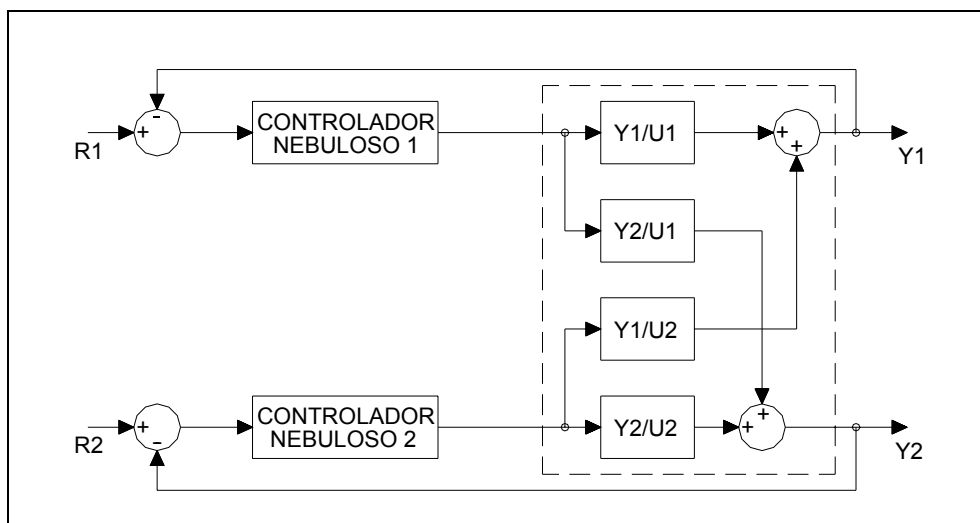 -
+
R1
CONTROLADOR
NEBULOSO 1
Y1/U1
+
+
Y1
Y2/U1
Y1/U2
+
R2
-
CONTROLADOR
NEBULOSO 2
Y2/U2
+
+
Y2